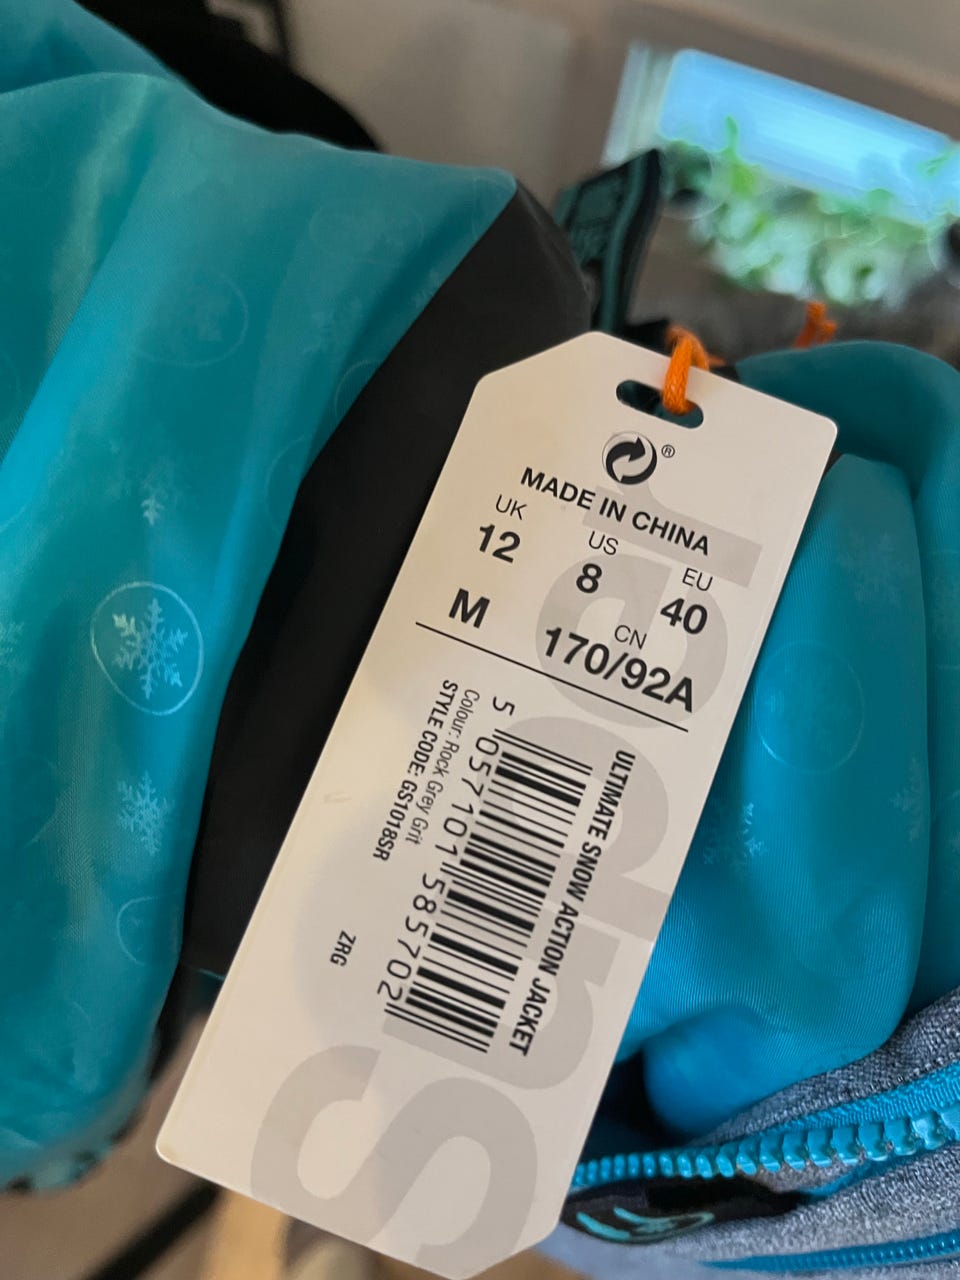 ®
MADE IN CHINA
UK US EU
12 8 40
M CN 170/92A
ULTIMATE SNOW ACTION JACKET
5 057101 585702
Colour: Rock Grey Grit
STYLE CODE: GS1018SR
ZRG